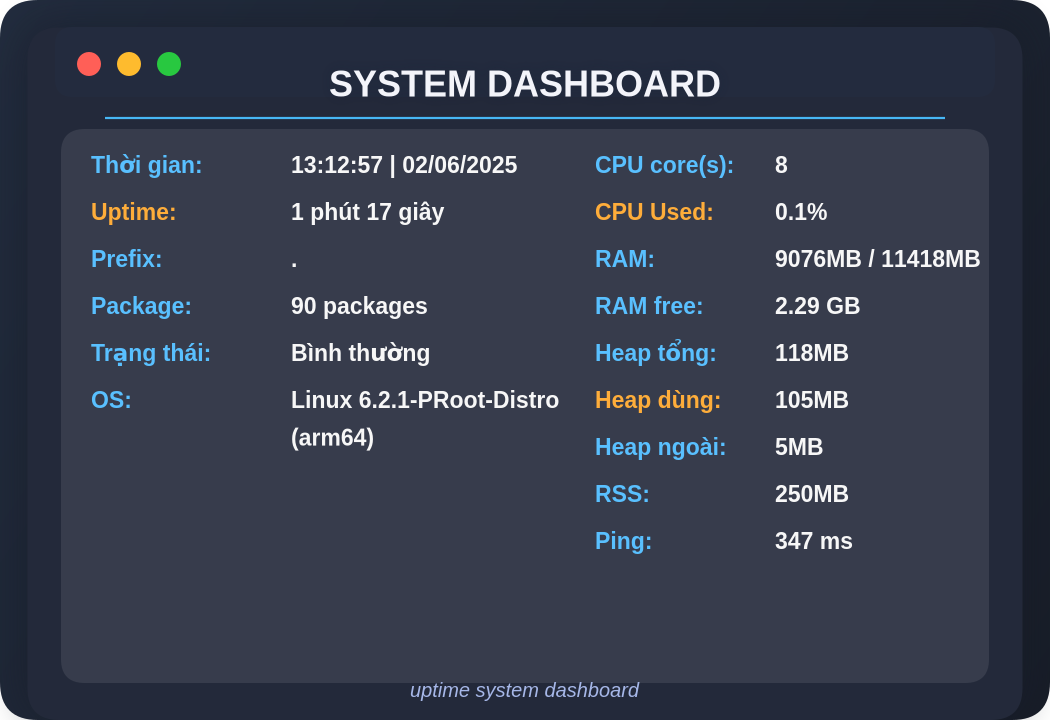 SYSTEM DASHBOARD
Thời gian: 13:12:57 | 02/06/2025
Uptime: 1 phút 17 giây
Prefix: .
Package: 90 packages
Trạng thái: Bình thường
OS: Linux 6.2.1-PRoot-Distro
(arm64)
CPU core(s): 8
CPU Used: 0.1%
RAM: 9076MB / 11418MB
RAM free: 2.29 GB
Heap tổng: 118MB
Heap dùng: 105MB
Heap ngoài: 5MB
RSS: 250MB
Ping: 347 ms
uptime system dashboard